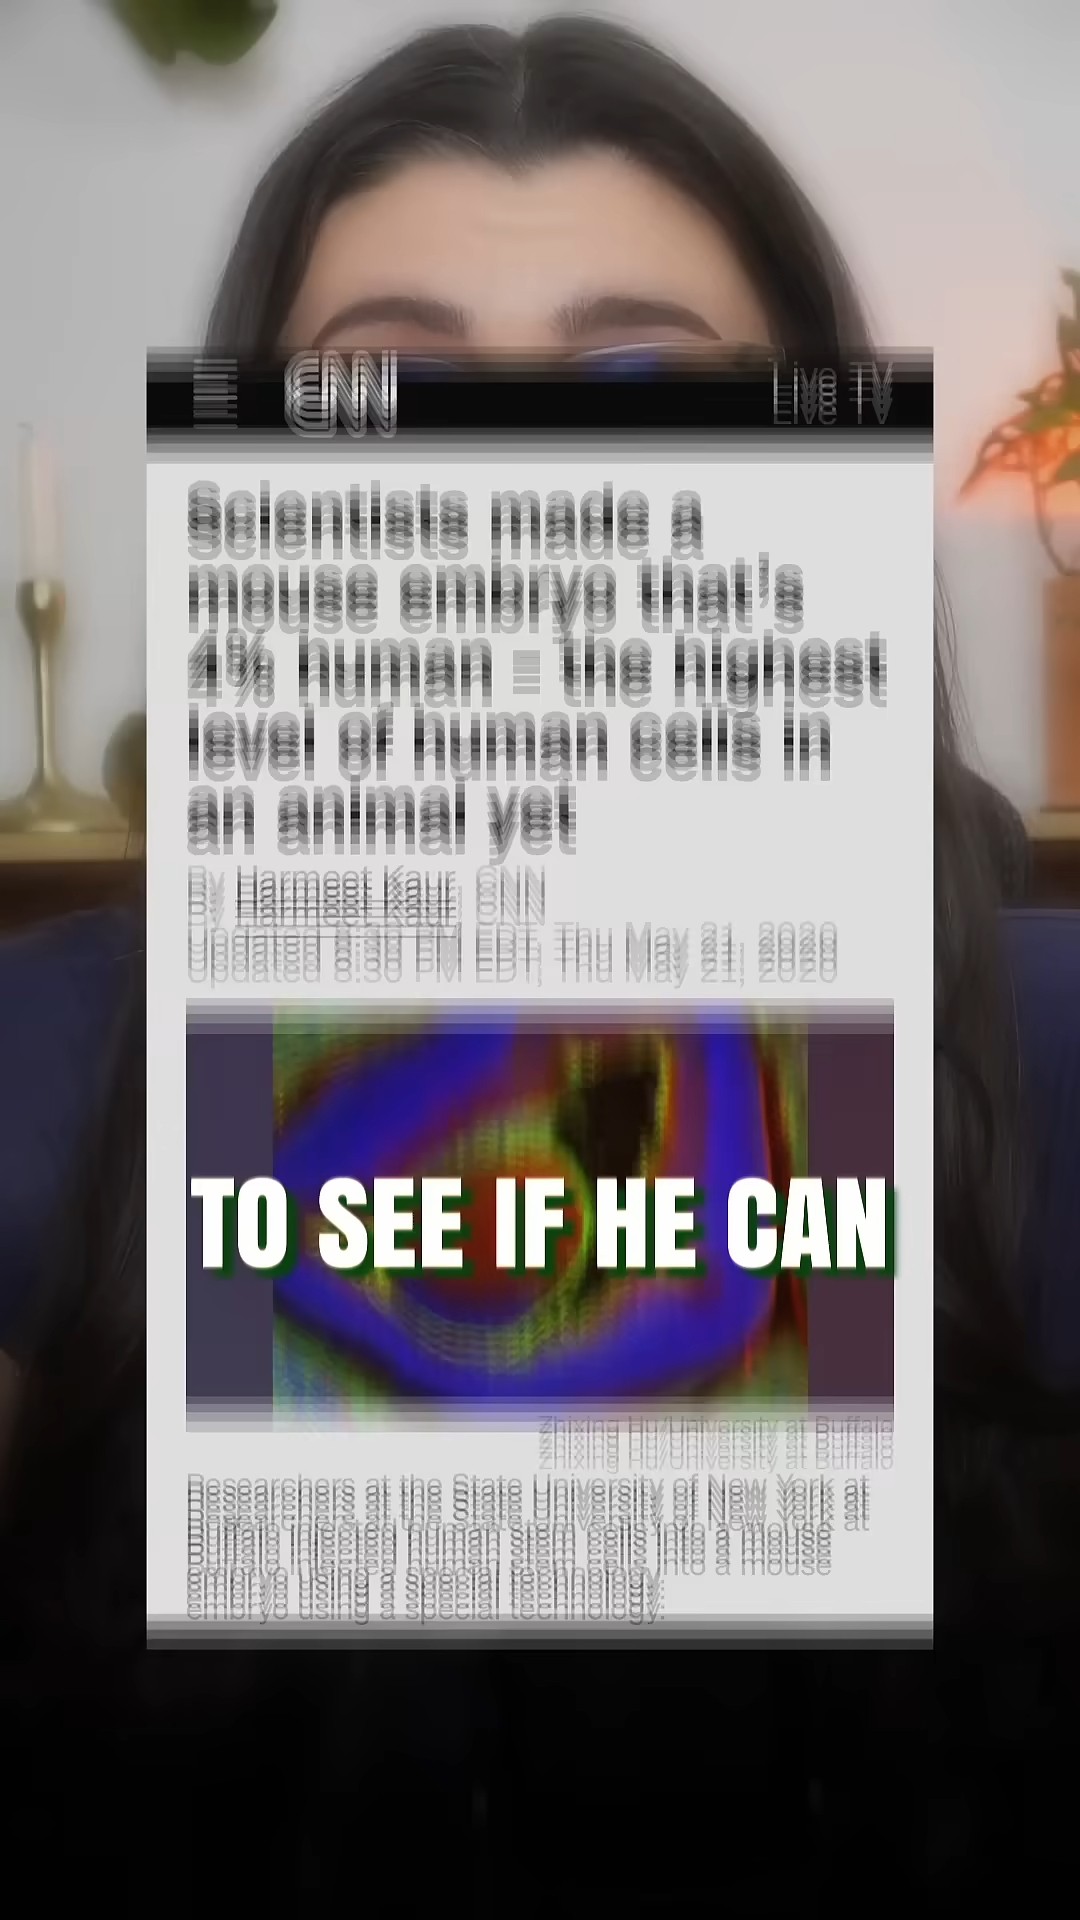 CNN
Live TV
Scientists made a
mouse embryo that's
4% human - the highest
level of human cells in
an animal yet
By Harmeet Kaur, CNN
Updated 8:30 PM EDT, Thu May 21, 2020
TO SEE IF HE CAN
Zhixing Hu/University at Buffalo
Researchers at the State University of New York at
Buffalo injected human stem cells into a mouse
embryo using a special technology.